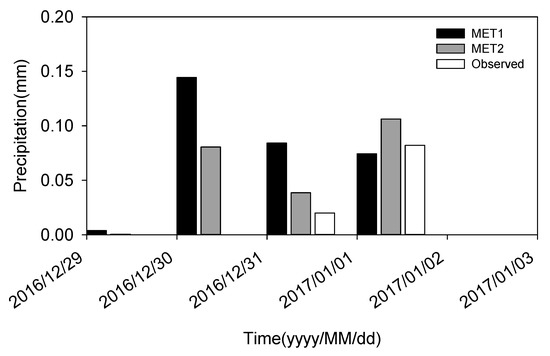 0.20
0.15
0.10
0.05
0.00
Precipitation(mm)
MET1
MET2
Observed
2016/12/29
2016/12/30
2016/12/31
2017/01/01
2017/01/02
2017/01/03
Time(yyyy/MM/dd)